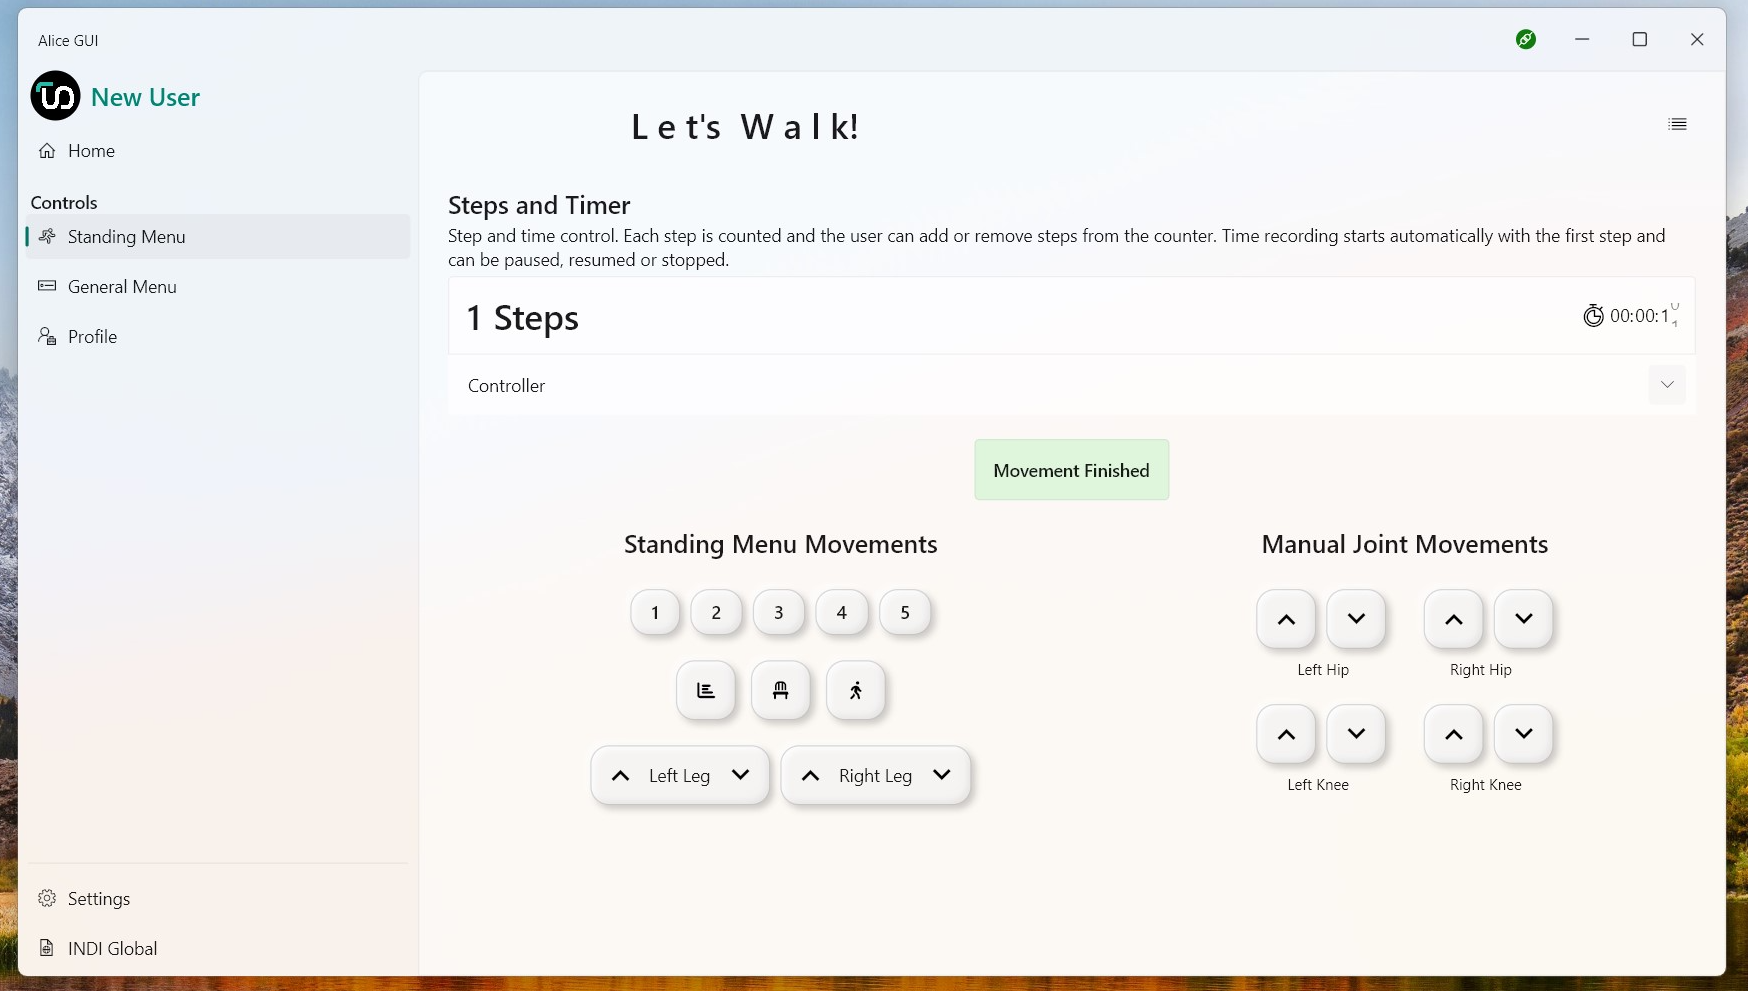 Alice GUI
New User
Home
Controls
Standing Menu
General Menu
Profile
Settings
INDI Global
Let's Walk!
Steps and Timer
Step and time control. Each step is counted and the user can add or remove steps from the counter. Time recording starts automatically with the first step and
can be paused, resumed or stopped.
1 Steps
00:00:1
Controller
Movement Finished
Standing Menu Movements
1 2 3 4 5
Left Leg Right Leg
Manual Joint Movements
Left Hip Right Hip
Left Knee Right Knee